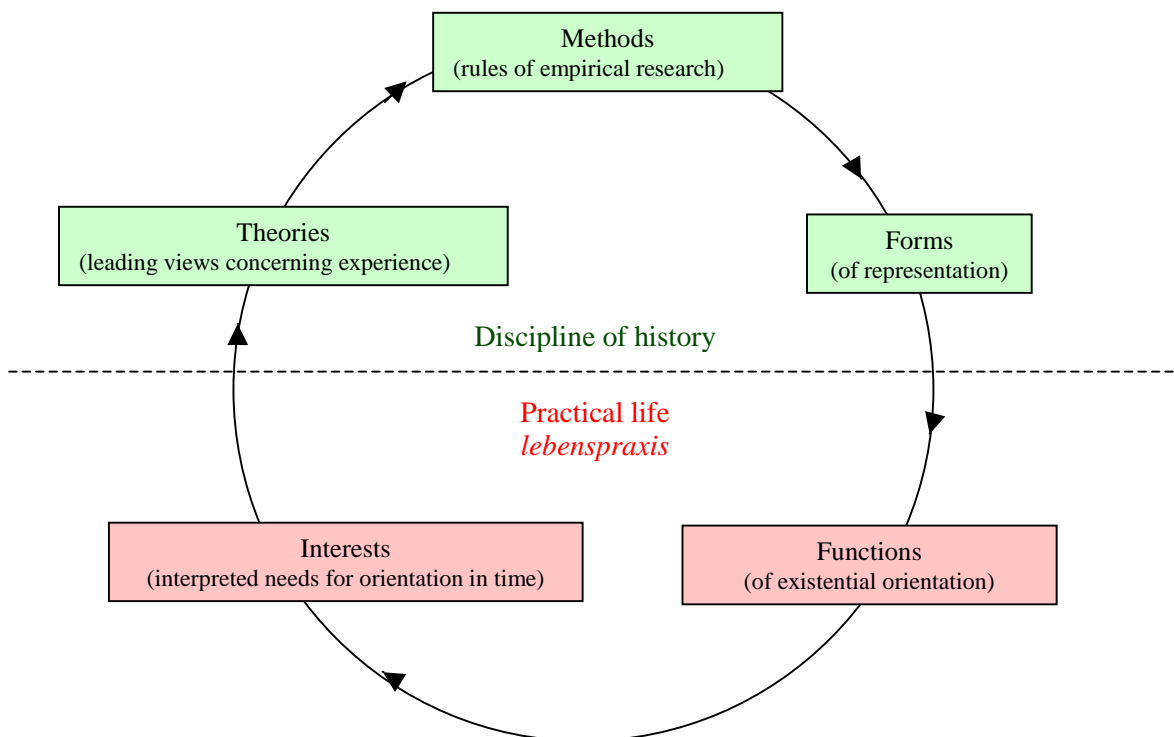 Methods
(rules of empirical research)
Theories
(leading views concerning experience)
Forms
(of representation)
Discipline of history
Practical life
lebenspraxis
Interests
(interpreted needs for orientation in time)
Functions
(of existential orientation)